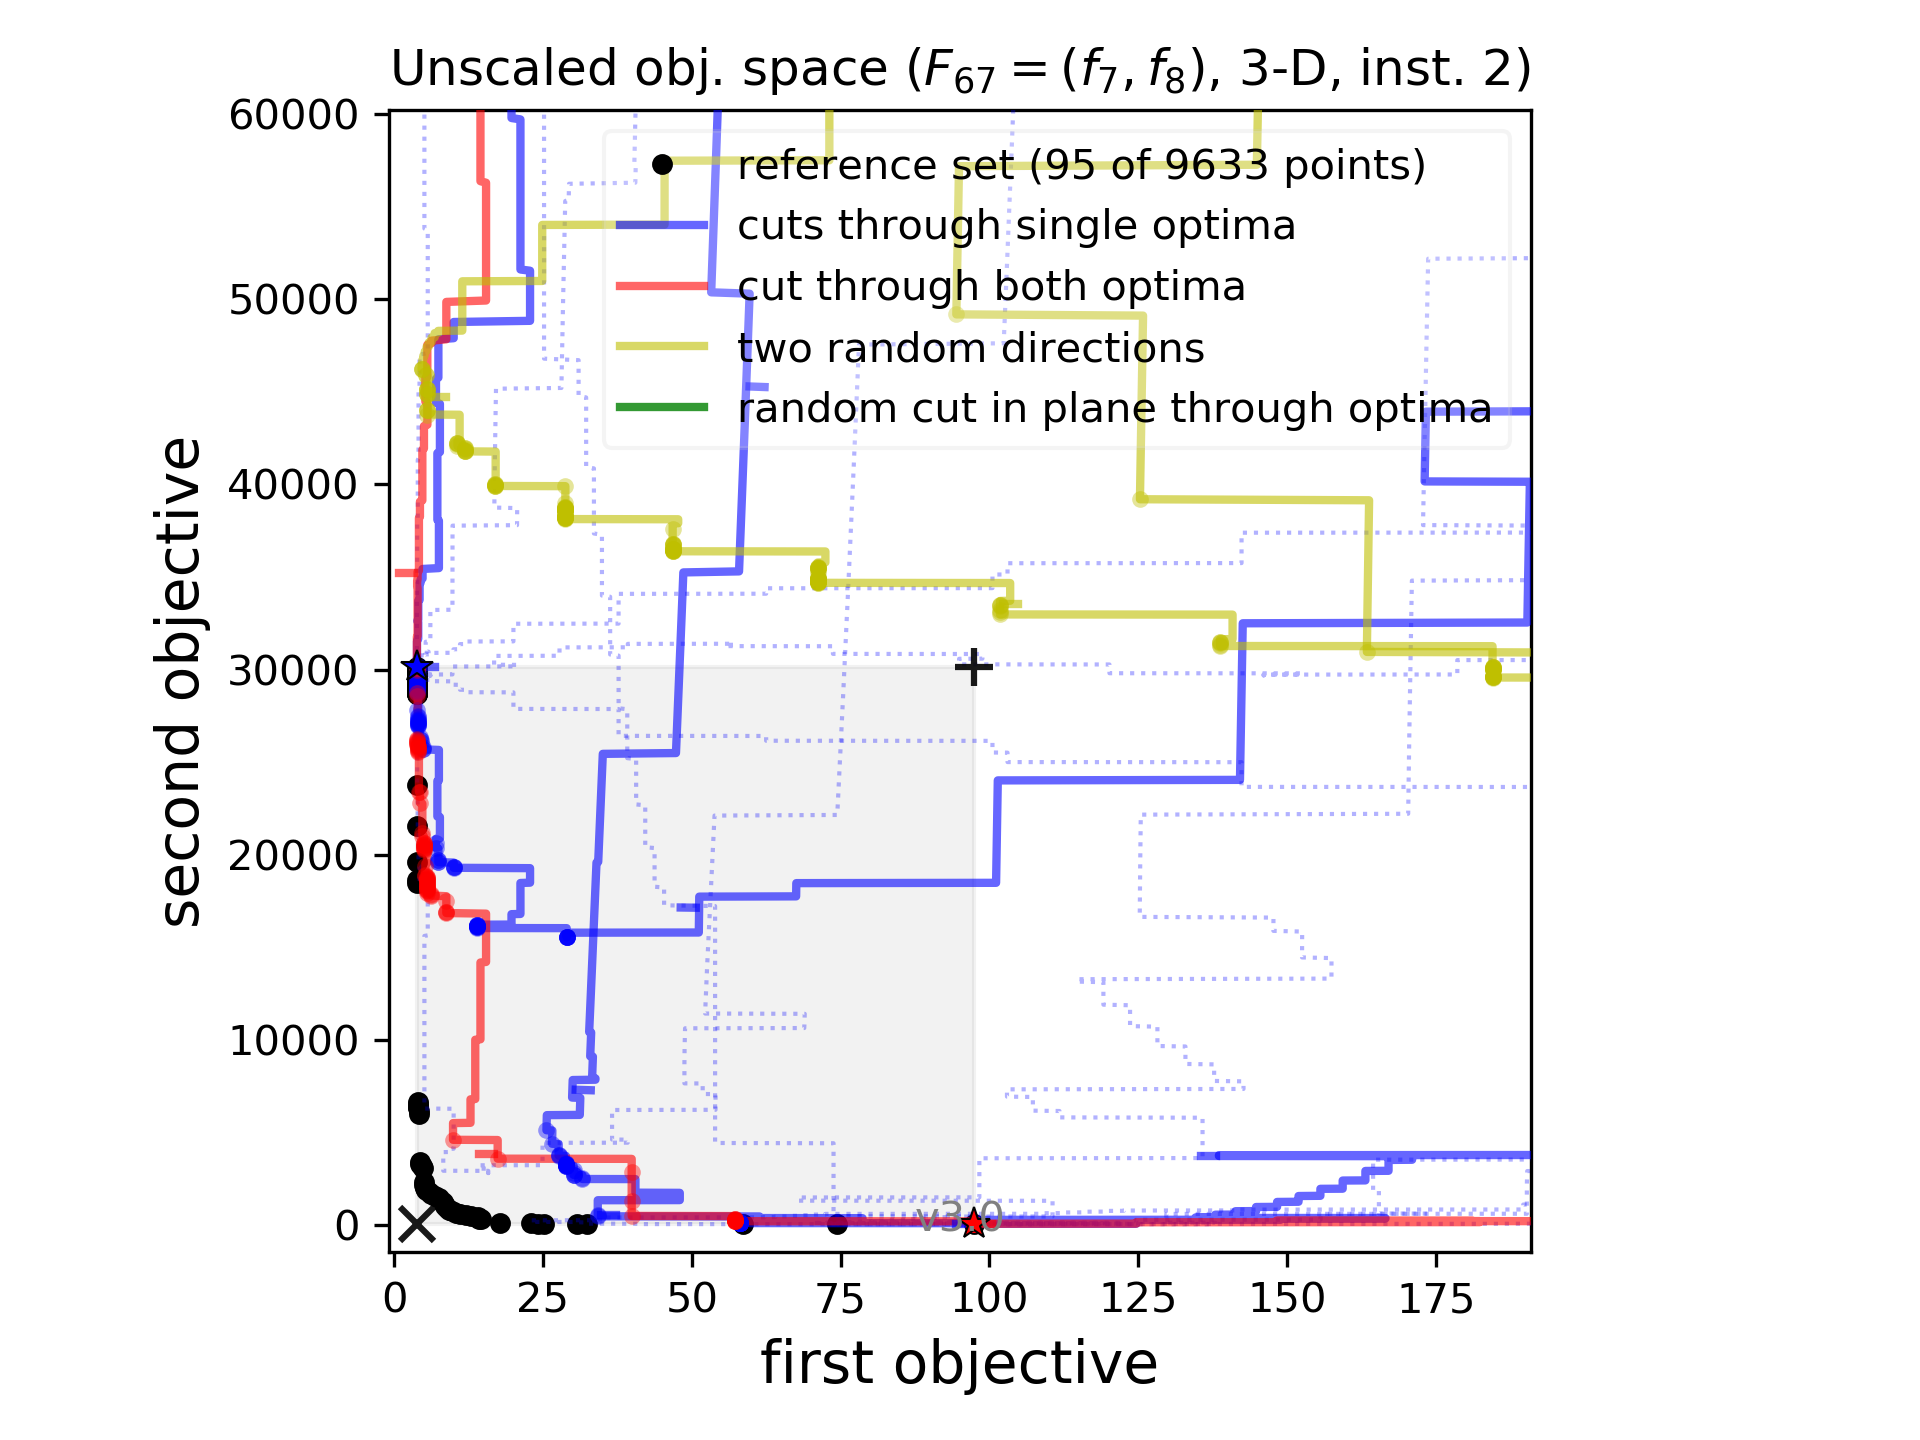 Unscaled obj. space (F67 = (f7, f8), 3-D, inst. 2)
60000
50000
40000
30000
20000
10000
0
second objective
reference set (95 of 9633 points)
cuts through single optima
cut through both optima
two random directions
random cut in plane through optima
v3.0
0 25 50 75 100 125 150 175
first objective